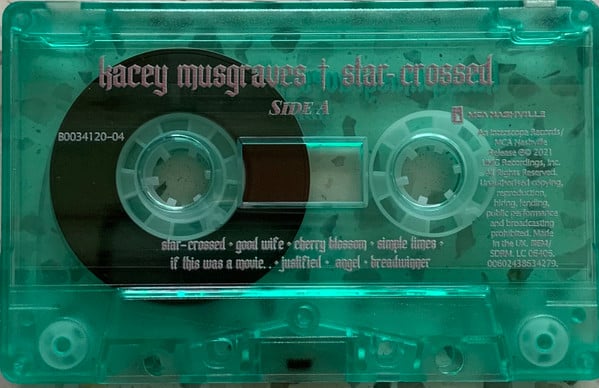 kacey musgraves † star-crossed
SIDE A
B0034120-04
MCA NASHVILLE
An Interscope Records/
MCA Nashville
Release ℗© 2021
UMG Recordings, Inc.
All Rights Reserved.
Unauthorized copying,
reproduction,
hiring, lending,
public performance
and broadcasting
prohibited. Made
in the UK. BIEM/
SDRM. LC 06406.
00602438634279.
star-crossed • good wife • cherry blossom • simple times •
if this was a movie.. • justified • angel • breadwinner